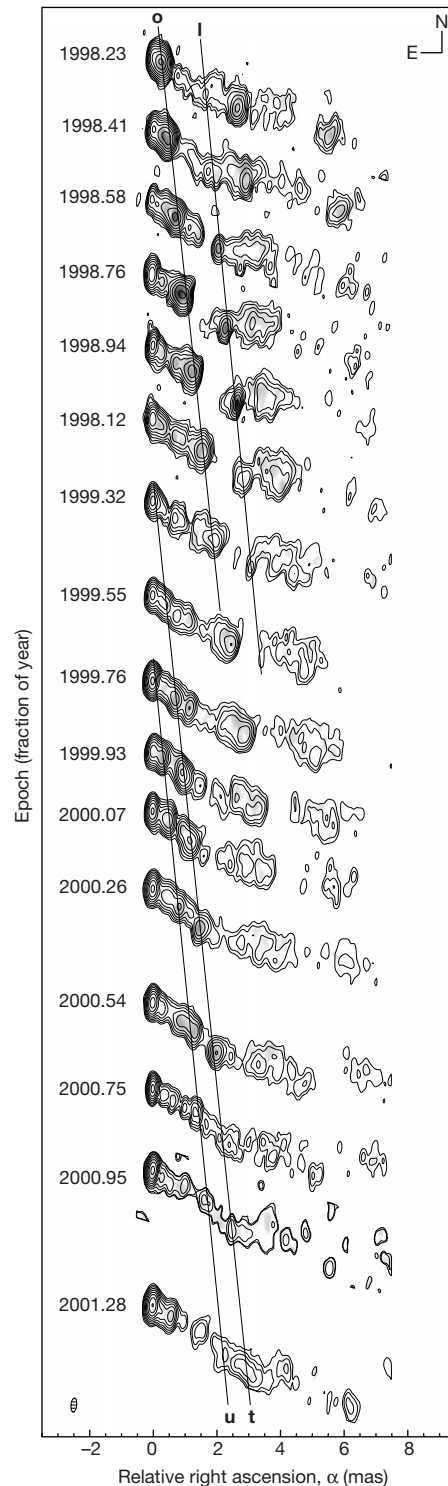 o
l
N
E
1998.23
1998.41
1998.58
1998.76
1998.94
1998.12
1999.32
1999.55
1999.76
1999.93
2000.07
2000.26
2000.54
2000.75
2000.95
2001.28
Epoch (fraction of year)
u t
−2 0 2 4 6 8
Relative right ascension, α (mas)